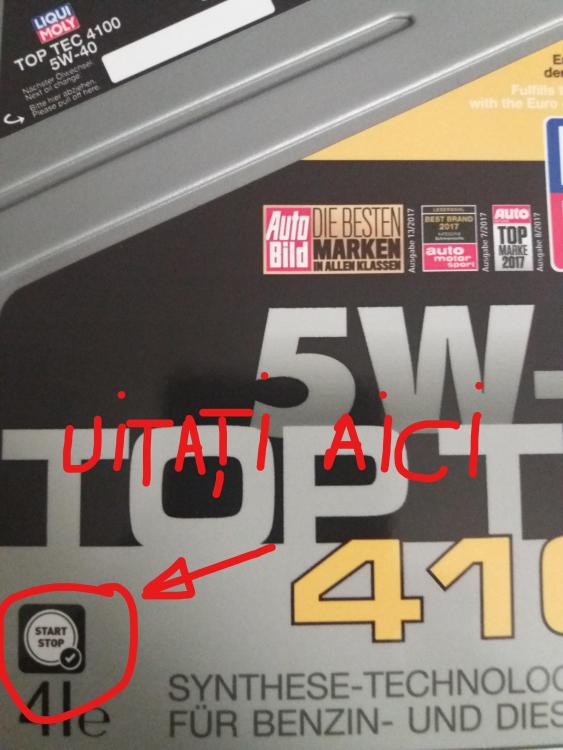 LIQUI
MOLY
TOP TEC 4100
5W-40
Nächster Ölwechsel
Next oil change
Bitte hier abziehen.
Please pull off here.
Fulfills
with the Euro
Auto
Bild
DIE BESTEN
MARKEN
IN ALLEN KLASSEN
Ausgabe 13/2017
BEST BRAND
2017
auto
motor
sport
Ausgabe 7/2017
Auto
TOP
MARKE
2017
Ausgabe 8/2017
5W-
UITAȚI AICI
TOP T
410
START
STOP
4le
SYNTHESE-TECHNOLOG
FÜR BENZIN- UND DIES